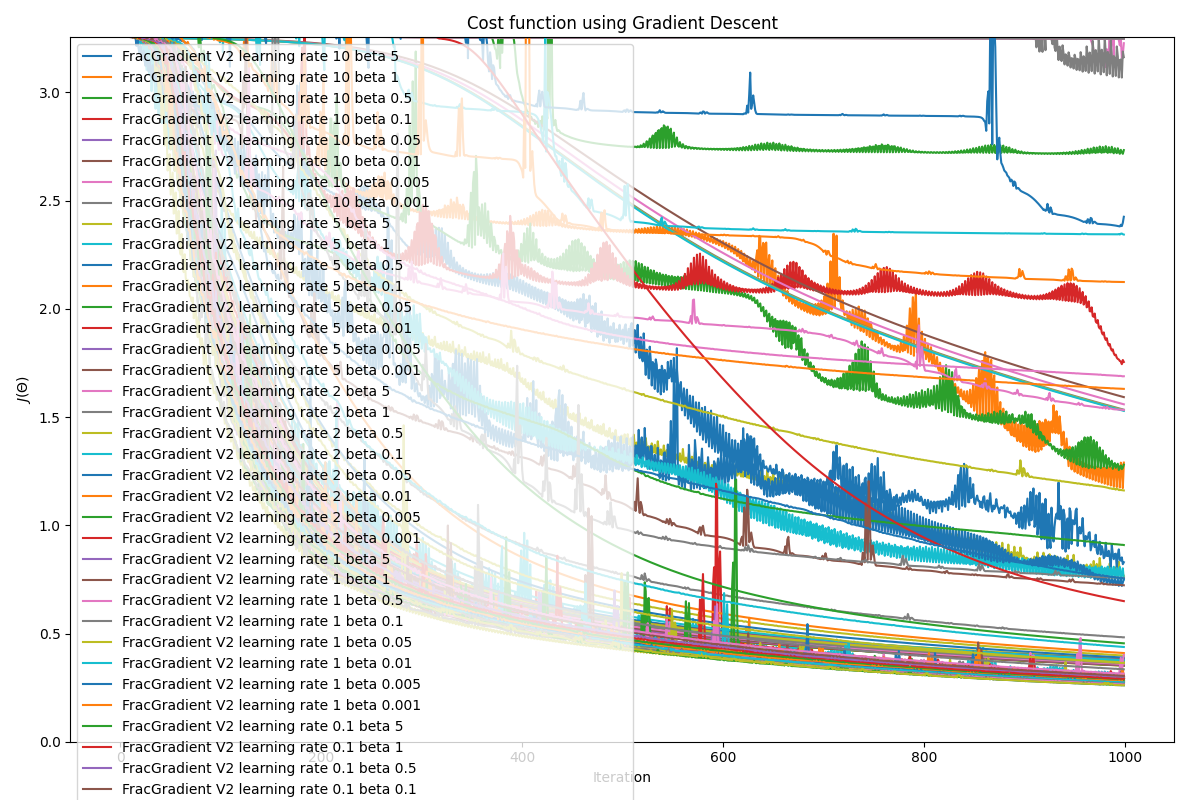 Cost function using Gradient Descent
J(Θ)
3.0
2.5
2.0
1.5
1.0
0.5
0.0
FracGradient V2 learning rate 10 beta 5
FracGradient V2 learning rate 10 beta 1
FracGradient V2 learning rate 10 beta 0.5
FracGradient V2 learning rate 10 beta 0.1
FracGradient V2 learning rate 10 beta 0.05
FracGradient V2 learning rate 10 beta 0.01
FracGradient V2 learning rate 10 beta 0.005
FracGradient V2 learning rate 10 beta 0.001
FracGradient V2 learning rate 5 beta 5
FracGradient V2 learning rate 5 beta 1
FracGradient V2 learning rate 5 beta 0.5
FracGradient V2 learning rate 5 beta 0.1
FracGradient V2 learning rate 5 beta 0.05
FracGradient V2 learning rate 5 beta 0.01
FracGradient V2 learning rate 5 beta 0.005
FracGradient V2 learning rate 5 beta 0.001
FracGradient V2 learning rate 2 beta 5
FracGradient V2 learning rate 2 beta 1
FracGradient V2 learning rate 2 beta 0.5
FracGradient V2 learning rate 2 beta 0.1
FracGradient V2 learning rate 2 beta 0.05
FracGradient V2 learning rate 2 beta 0.01
FracGradient V2 learning rate 2 beta 0.005
FracGradient V2 learning rate 2 beta 0.001
FracGradient V2 learning rate 1 beta 5
FracGradient V2 learning rate 1 beta 1
FracGradient V2 learning rate 1 beta 0.5
FracGradient V2 learning rate 1 beta 0.1
FracGradient V2 learning rate 1 beta 0.05
FracGradient V2 learning rate 1 beta 0.01
FracGradient V2 learning rate 1 beta 0.005
FracGradient V2 learning rate 1 beta 0.001
FracGradient V2 learning rate 0.1 beta 5
FracGradient V2 learning rate 0.1 beta 1
FracGradient V2 learning rate 0.1 beta 0.5
FracGradient V2 learning rate 0.1 beta 0.1
0 200 400 600 800 1000
Iteration